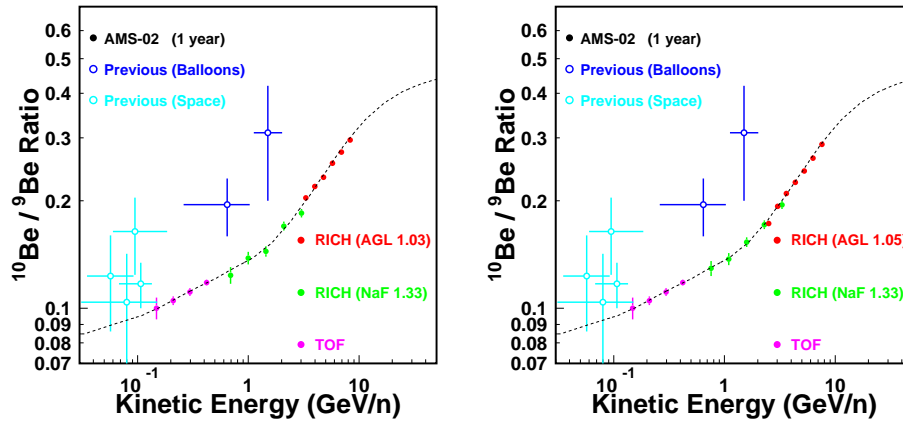 0.6
AMS-02 (1 year)
0.5
Previous (Balloons)
0.4
Previous (Space)
0.3
0.2
RICH (AGL 1.03)
RICH (NaF 1.33)
0.1
0.09
0.08
TOF
0.07
10⁻¹ 1 10
Kinetic Energy (GeV/n)
¹⁰Be / ⁹Be Ratio
0.6
AMS-02 (1 year)
0.5
Previous (Balloons)
0.4
Previous (Space)
0.3
0.2
RICH (AGL 1.05)
RICH (NaF 1.33)
0.1
0.09
0.08
TOF
0.07
10⁻¹ 1 10
Kinetic Energy (GeV/n)
¹⁰Be / ⁹Be Ratio